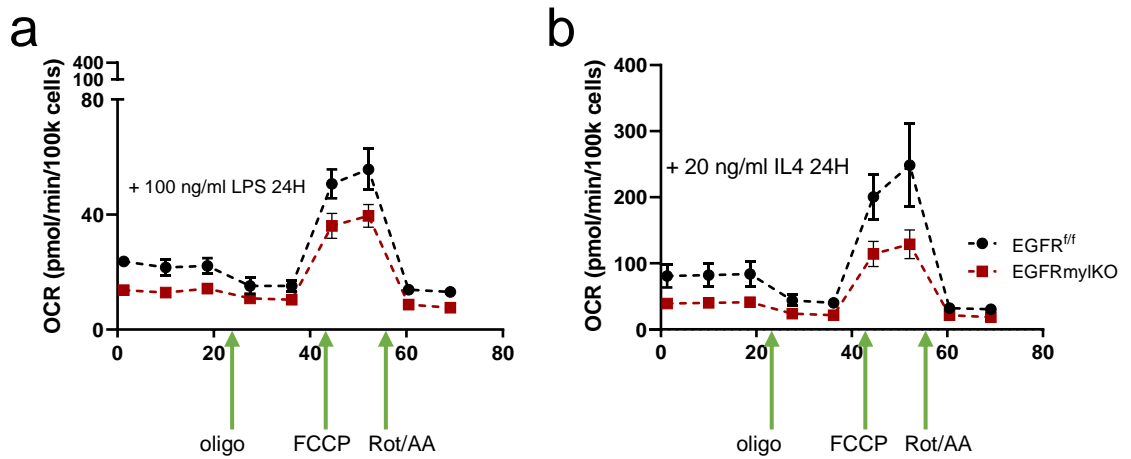 a
OCR (pmol/min/100k cells)
400
100
80
40
0
+ 100 ng/ml LPS 24H
0 20 40 60 80
oligo FCCP Rot/AA
b
OCR (pmol/min/100k cells)
400
300
200
100
0
+ 20 ng/ml IL4 24H
EGFRf/f
EGFRmylKO
0 20 40 60 80
oligo FCCP Rot/AA